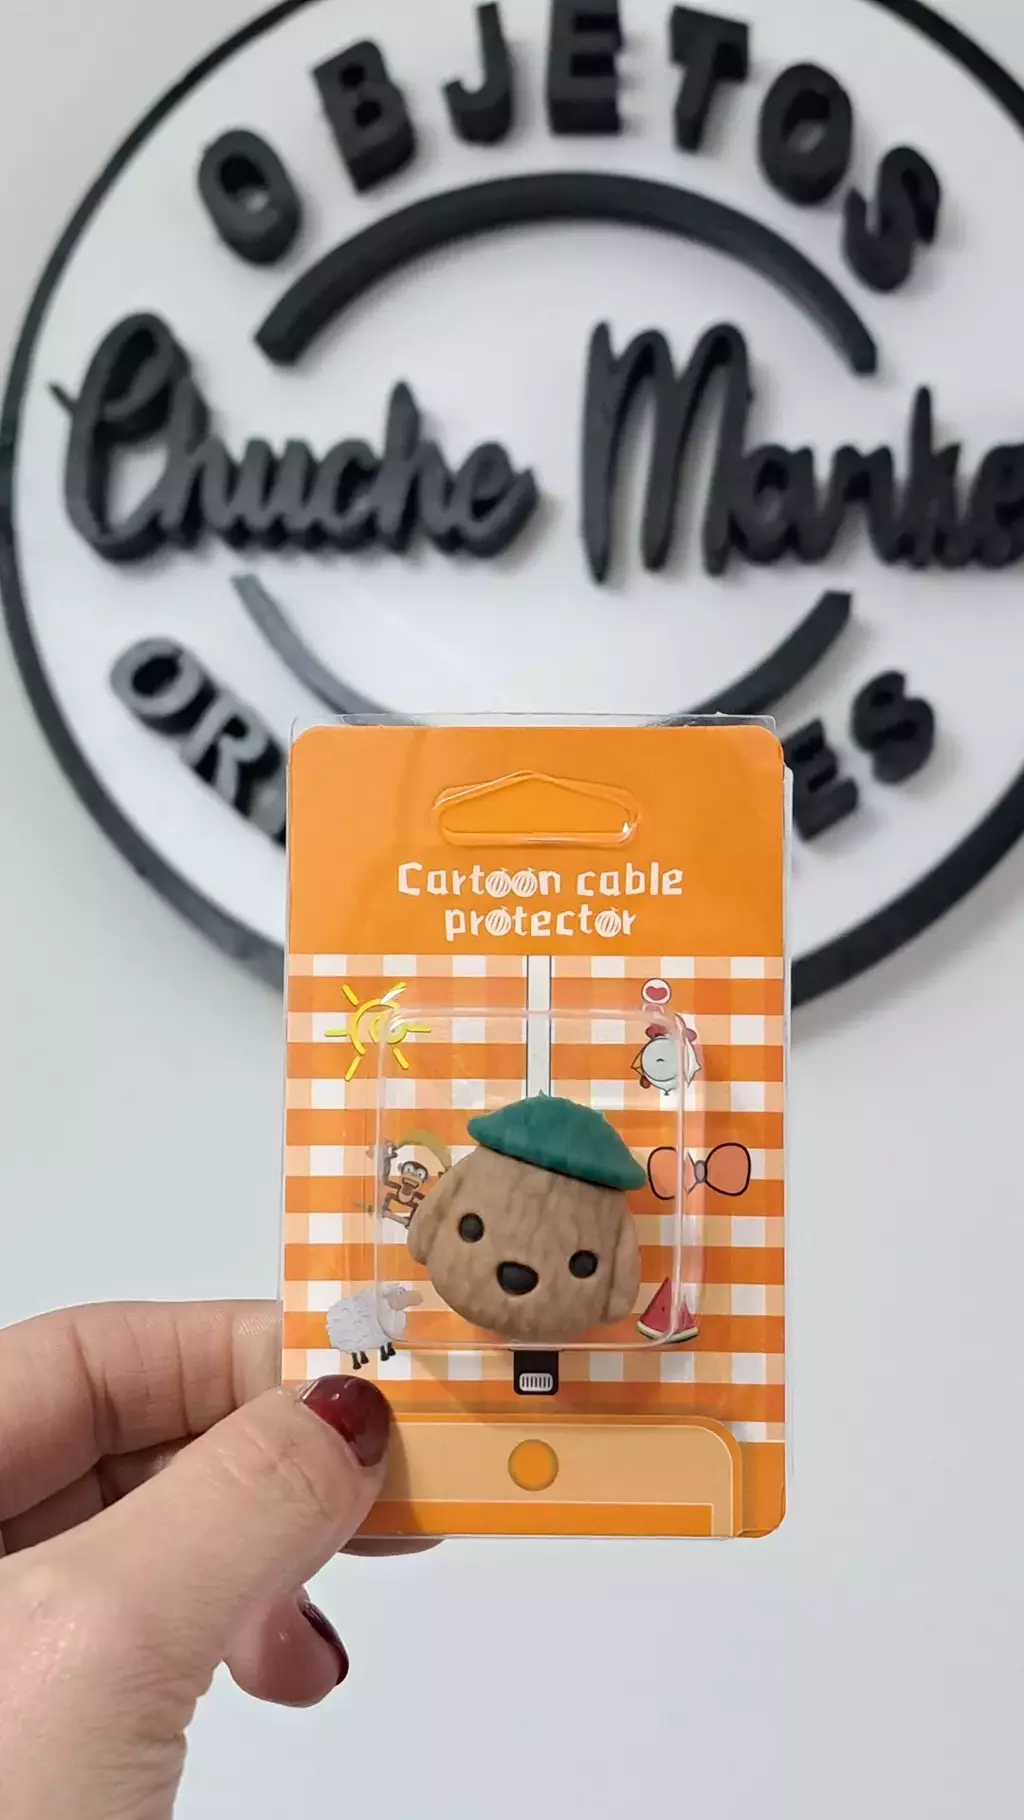 OBJETOS
Chuche Marke
Cartoon cable
protector